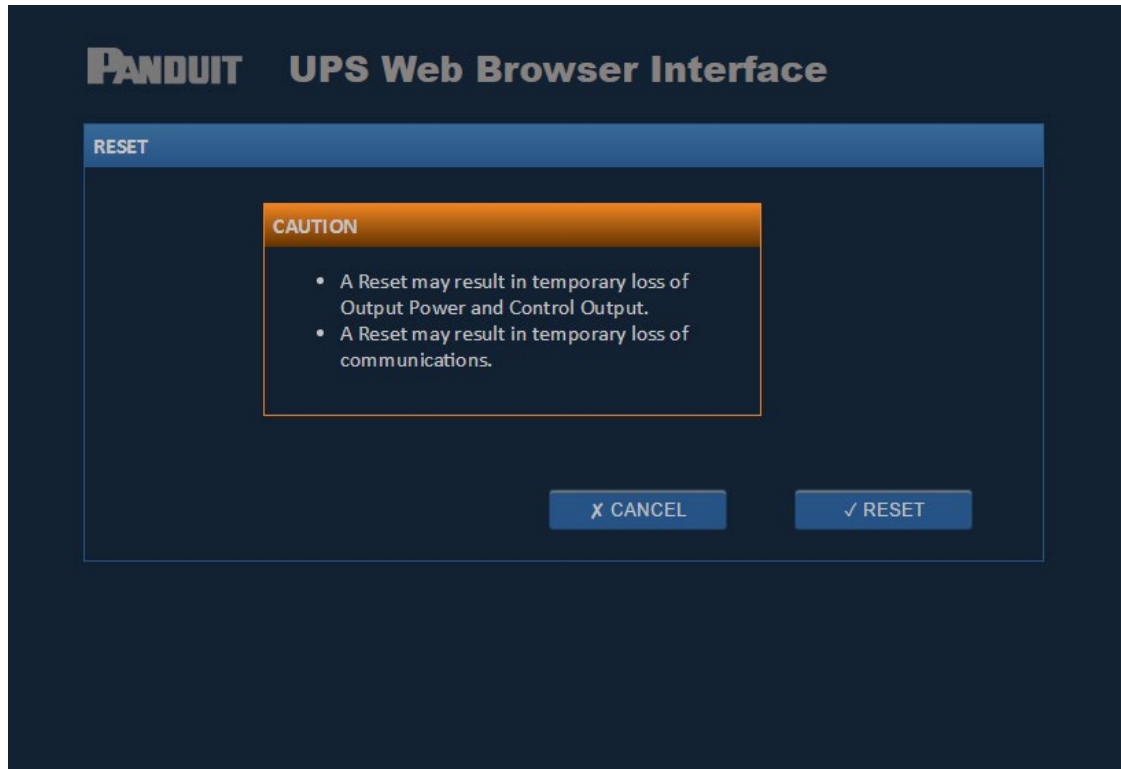 PANDUIT UPS Web Browser Interface
RESET
CAUTION
• A Reset may result in temporary loss of
Output Power and Control Output.
• A Reset may result in temporary loss of
communications.
✗ CANCEL ✓ RESET